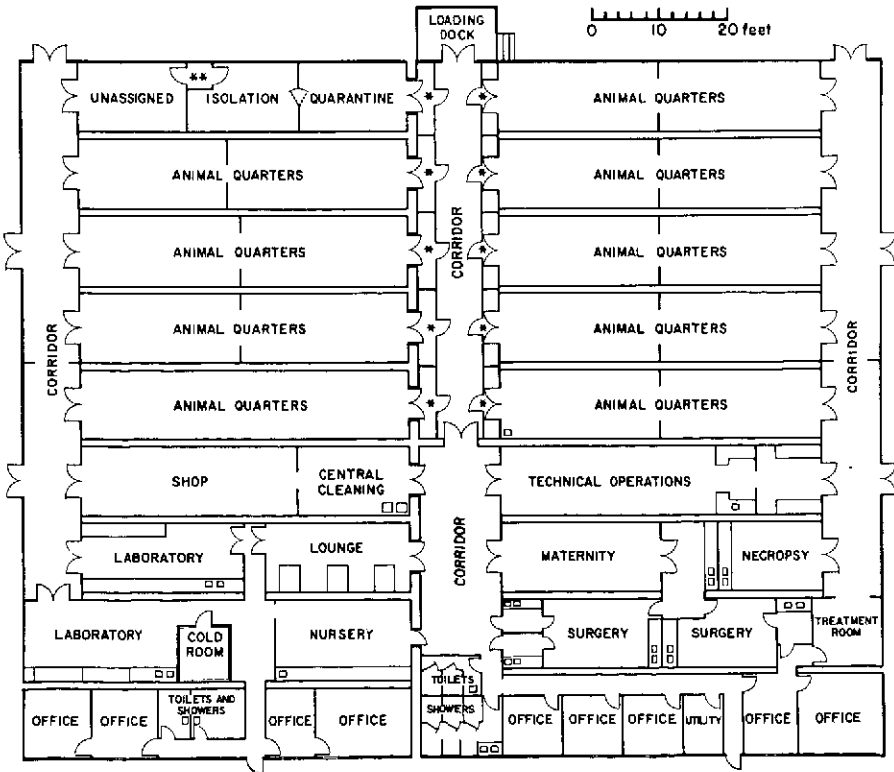 LOADING
DOCK
0 10 20 feet
**
UNASSIGNED ISOLATION QUARANTINE
* *
ANIMAL QUARTERS
ANIMAL QUARTERS
* *
ANIMAL QUARTERS
ANIMAL QUARTERS
* *
ANIMAL QUARTERS
CORRIDOR
ANIMAL QUARTERS
* *
ANIMAL QUARTERS
CORRIDOR
CORRIDOR
ANIMAL QUARTERS
* *
ANIMAL QUARTERS
SHOP
CENTRAL
CLEANING
TECHNICAL OPERATIONS
LABORATORY
LOUNGE
CORRIDOR
MATERNITY
NECROPSY
LABORATORY
COLD
ROOM
NURSERY
SURGERY
SURGERY
TREATMENT
ROOM
TOILETS
SHOWERS
OFFICE
OFFICE
TOILETS AND
SHOWERS
OFFICE
OFFICE
OFFICE
OFFICE
OFFICE
UTILITY
OFFICE
OFFICE